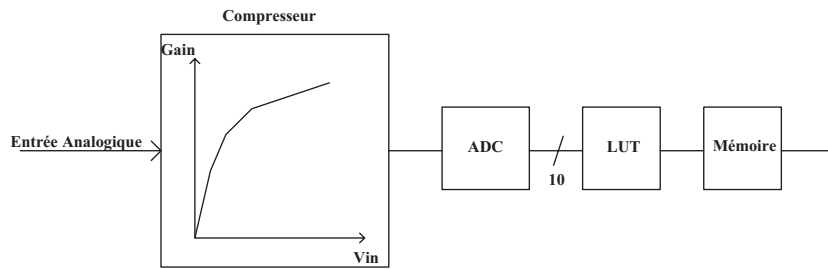 Compresseur
Gain
Entrée Analogique
ADC
LUT
Mémoire
10
Vin